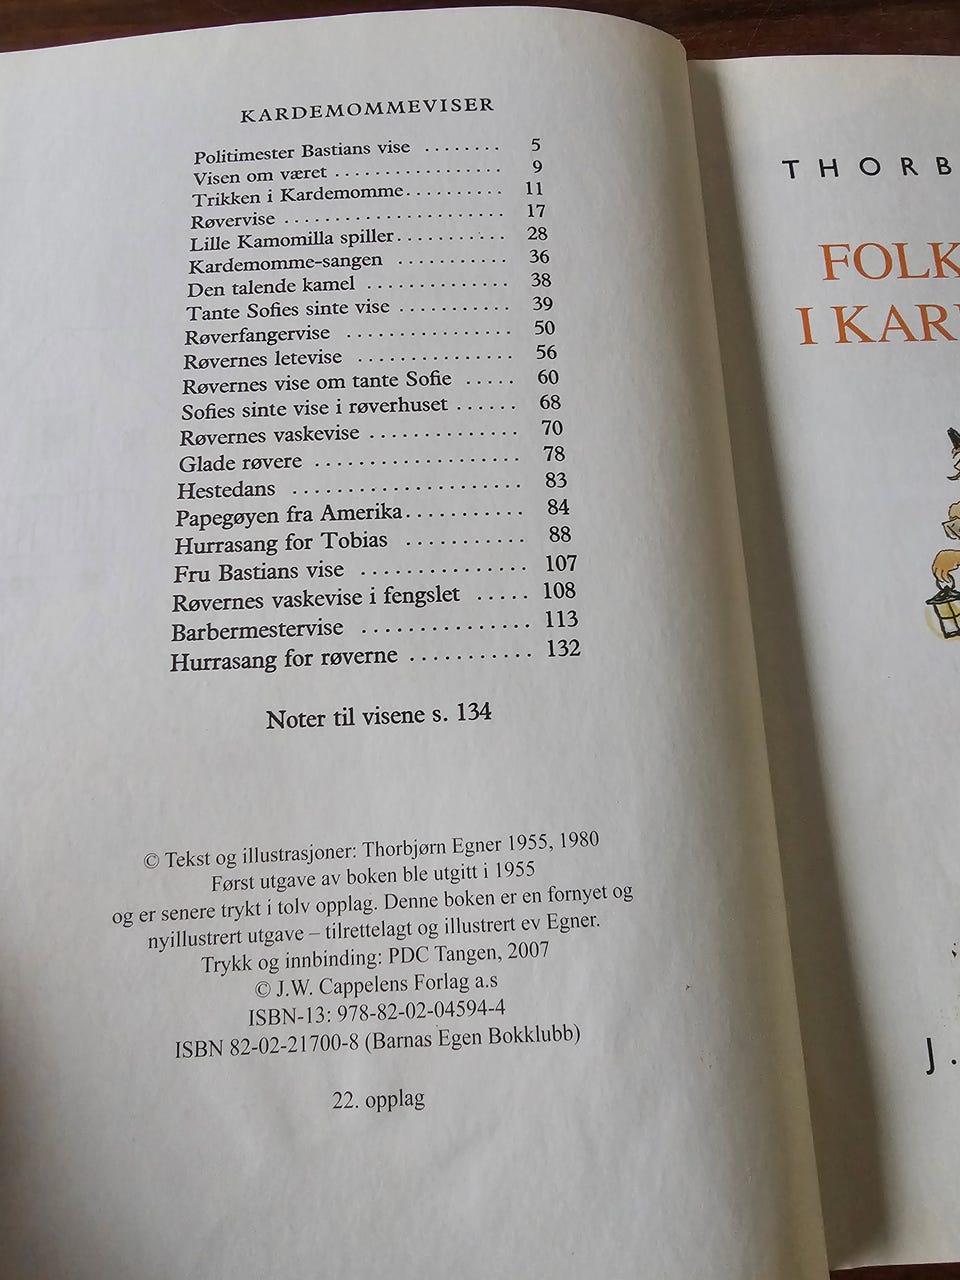 KARDEMOMMEVISER
Politimester Bastians vise ........ 5
Visen om været ................. 9
Trikken i Kardemomme.......... 11
Røvervise ...................... 17
Lille Kamomilla spiller........... 28
Kardemomme-sangen ........... 36
Den talende kamel .............. 38
Tante Sofies sinte vise ........... 39
Røverfangervise ................ 50
Røvernes letevise ............... 56
Røvernes vise om tante Sofie ..... 60
Sofies sinte vise i røverhuset ...... 68
Røvernes vaskevise .............. 70
Glade røvere ................... 78
Hestedans ..................... 83
Papegøyen fra Amerika........... 84
Hurrasang for Tobias ........... 88
Fru Bastians vise ............... 107
Røvernes vaskevise i fengslet ..... 108
Barbermestervise ............... 113
Hurrasang for røverne ........... 132
Noter til visene s. 134
© Tekst og illustrasjoner: Thorbjørn Egner 1955, 1980
Først utgave av boken ble utgitt i 1955
og er senere trykt i tolv opplag. Denne boken er en fornyet og
nyillustrert utgave – tilrettelagt og illustrert ev Egner.
Trykk og innbinding: PDC Tangen, 2007
© J.W. Cappelens Forlag a.s
ISBN-13: 978-82-02-04594-4
ISBN 82-02-21700-8 (Barnas Egen Bokklubb)
22. opplag
THORB
FOLK
I KAR
J.